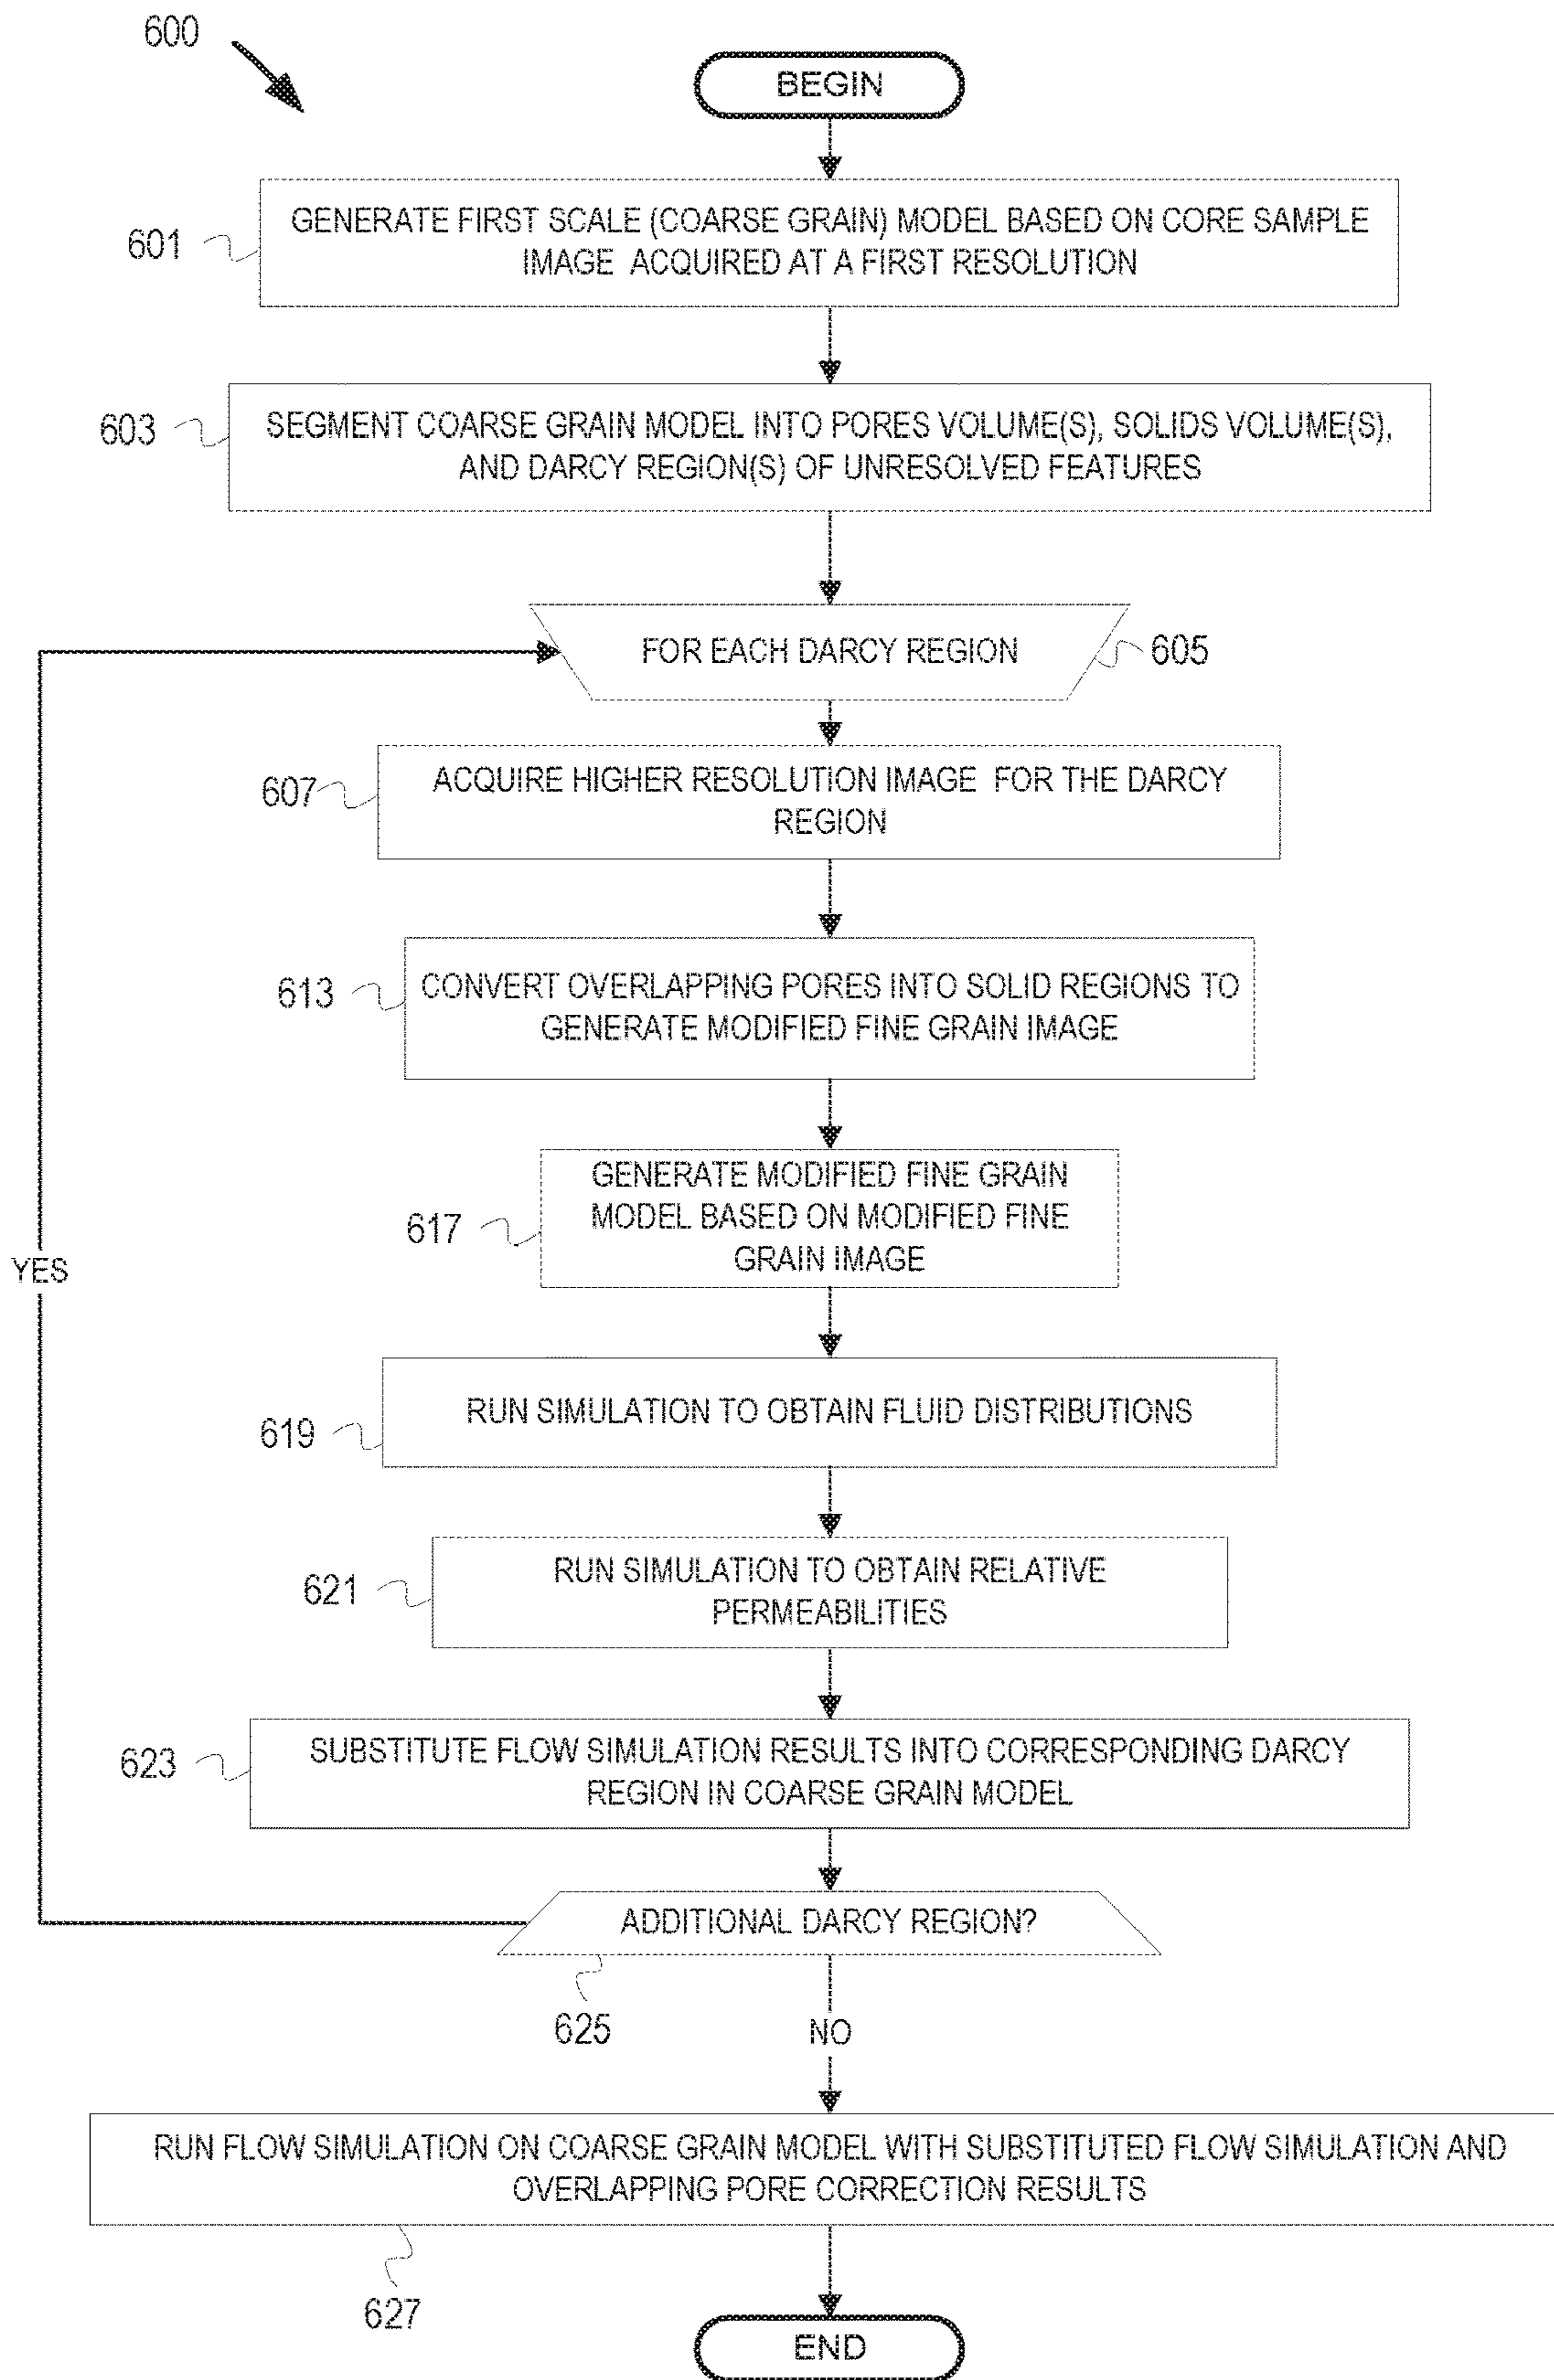 600
BEGIN
601
GENERATE FIRST SCALE (COARSE GRAIN) MODEL BASED ON CORE SAMPLE
IMAGE ACQUIRED AT A FIRST RESOLUTION
603
SEGMENT COARSE GRAIN MODEL INTO PORES VOLUME(S), SOLIDS VOLUME(S),
AND DARCY REGION(S) OF UNRESOLVED FEATURES
FOR EACH DARCY REGION
605
607
ACQUIRE HIGHER RESOLUTION IMAGE FOR THE DARCY
REGION
613
CONVERT OVERLAPPING PORES INTO SOLID REGIONS TO
GENERATE MODIFIED FINE GRAIN IMAGE
617
GENERATE MODIFIED FINE GRAIN
MODEL BASED ON MODIFIED FINE
GRAIN IMAGE
YES
619
RUN SIMULATION TO OBTAIN FLUID DISTRIBUTIONS
621
RUN SIMULATION TO OBTAIN RELATIVE
PERMEABILITIES
623
SUBSTITUTE FLOW SIMULATION RESULTS INTO CORRESPONDING DARCY
REGION IN COARSE GRAIN MODEL
ADDITIONAL DARCY REGION?
625
NO
RUN FLOW SIMULATION ON COARSE GRAIN MODEL WITH SUBSTITUTED FLOW SIMULATION AND
OVERLAPPING PORE CORRECTION RESULTS
627
END